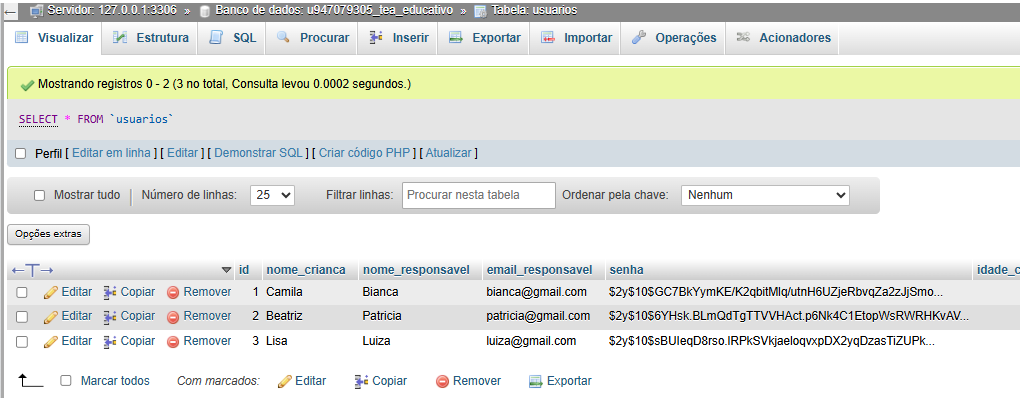 Servidor: 127.0.0.1:3306 » Banco de dados: u947079305_tea_educativo » Tabela: usuarios
Visualizar Estrutura SQL Procurar Inserir Exportar Importar Operações Acionadores
Mostrando registros 0 - 2 (3 no total, Consulta levou 0.0002 segundos.)
SELECT * FROM `usuarios`
Perfil [ Editar em linha ] [ Editar ] [ Demonstrar SQL ] [ Criar código PHP ] [ Atualizar ]
Mostrar tudo Número de linhas: 25 Filtrar linhas: Procurar nesta tabela Ordenar pela chave: Nenhum
Opções extras
←T→ id nome_crianca nome_responsavel email_responsavel senha idade_c
Editar Copiar Remover 1 Camila Bianca bianca@gmail.com $2y$10$GC7BkYymKE/K2qbitMlq/utnH6UZjeRbvqZa2zJjSmo...
Editar Copiar Remover 2 Beatriz Patricia patricia@gmail.com $2y$10$6YHsk.BLmQdTgTTVVHAct.p6Nk4C1EtopWsRWRHKvAV...
Editar Copiar Remover 3 Lisa Luiza luiza@gmail.com $2y$10$sBUIeqD8rso.lRPkSVkjaeloqvxpDX2yqDzasTiZUPk...
Marcar todos Com marcados: Editar Copiar Remover Exportar